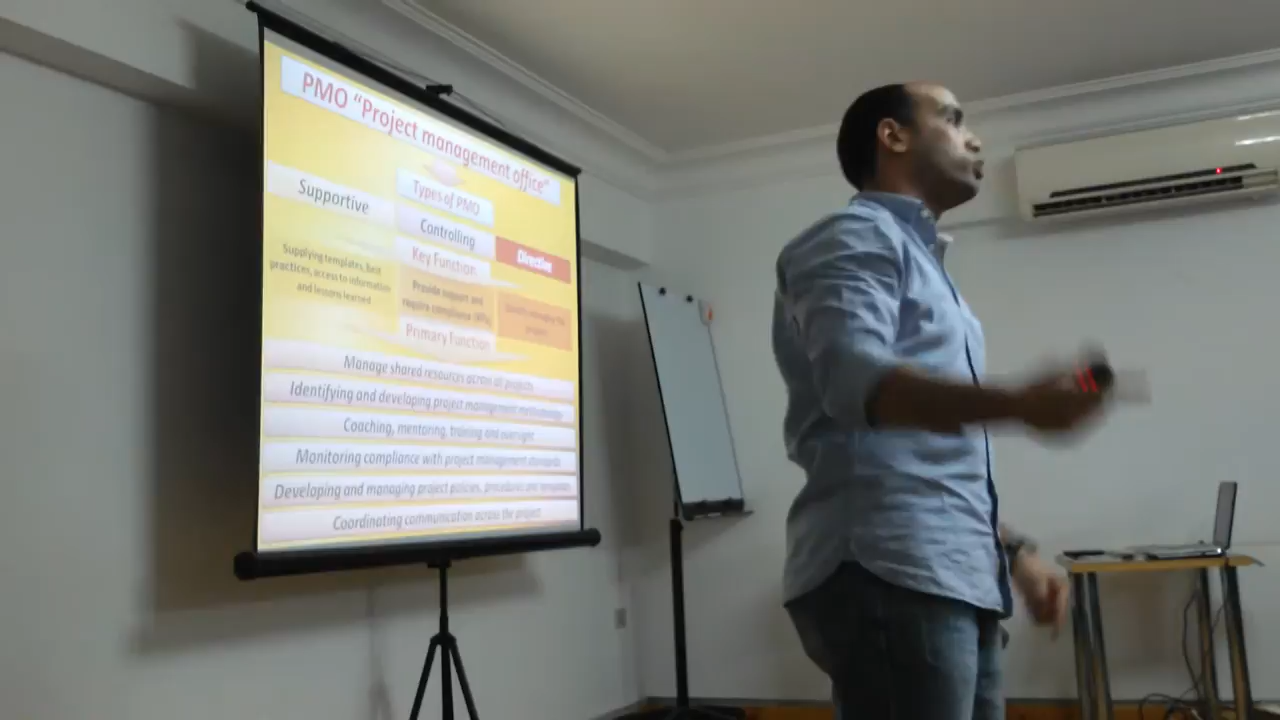 PMO “Project management office”
Types of PMO
Supportive
Controlling
Directive
Key Function
Supplying templates, best
practices, access to information
and lessons learned
Provide support and
require compliance
Primary Function
Manage shared resources across all projects
Identifying and developing project management methodology
Coaching, mentoring, training and oversight
Monitoring compliance with project management standards
Developing and managing project policies, procedures and templates
Coordinating communication across the project